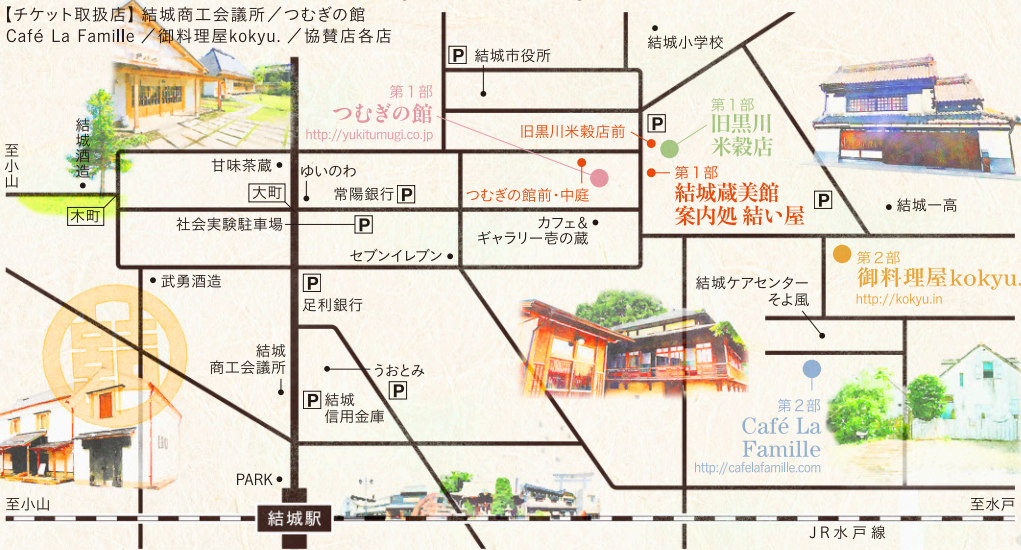 【チケット取扱店】結城商工会議所／つむぎの館
Café La Famille ／御料理屋kokyu. ／協賛店各店
P 結城市役所
結城小学校
第1部
つむぎの館
http://yukitumugi.co.jp
旧黒川米穀店前
P
第1部
旧黒川
米穀店
結城酒造
至小山
甘味茶蔵
ゆいのわ
大町
常陽銀行 P
つむぎの館前・中庭
第1部
結城蔵美館
案内処 結い屋
P
結城一高
木町
社会実験駐車場
P
カフェ&
ギャラリー壱の蔵
セブンイレブン
武勇酒造
P
足利銀行
結城ケアセンター
そよ風
第2部
御料理屋kokyu.
http://kokyu.in
結城
商工会議所
うおとみ
P
P 結城
信用金庫
第2部
Café La
Famille
http://cafelafamille.com
PARK
至小山
結城駅
至水戸
JR水戸線